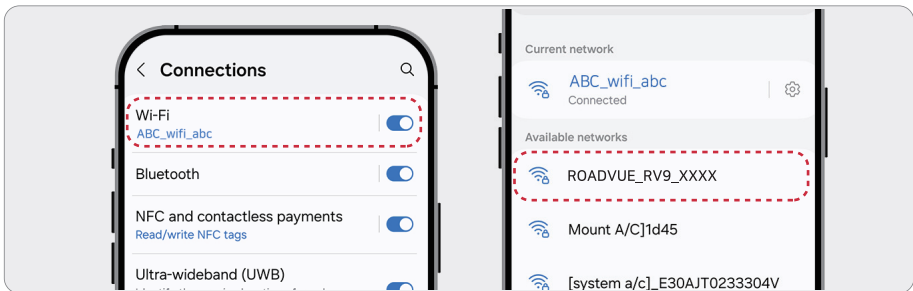 Connections
Wi-Fi
ABC_wifi_abc
Bluetooth
NFC and contactless payments
Read/write NFC tags
Ultra-wideband (UWB)
Current network
ABC_wifi_abc
Connected
Available networks
ROADVUE_RV9_XXXX
Mount A/C]1d45
[system a/c]_E30AJT0233304V